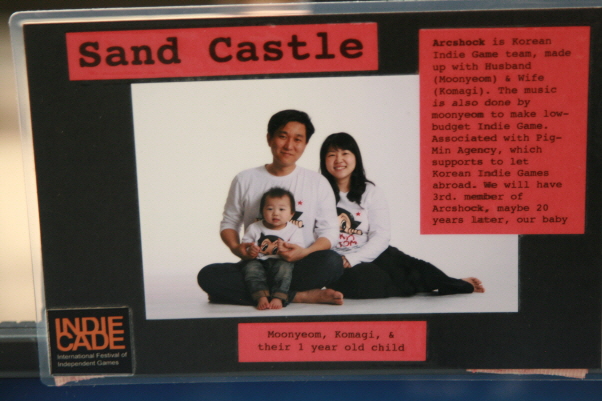 Sand Castle
Arcshock is Korean
Indie Game team, made
up with Husband
(Moonyeom) & Wife
(Komagi). The music
is also done by
moonyeom to make low-
budget Indie Game.
Associated with Pig-
Min Agency, which
supports to let
Korean Indie Games
abroad. We will have
3rd. member of
Arcshock, maybe 20
years later, our baby
INDIE
CADE
International Festival of
Independent Games
Moonyeom, Komagi, &
their 1 year old child